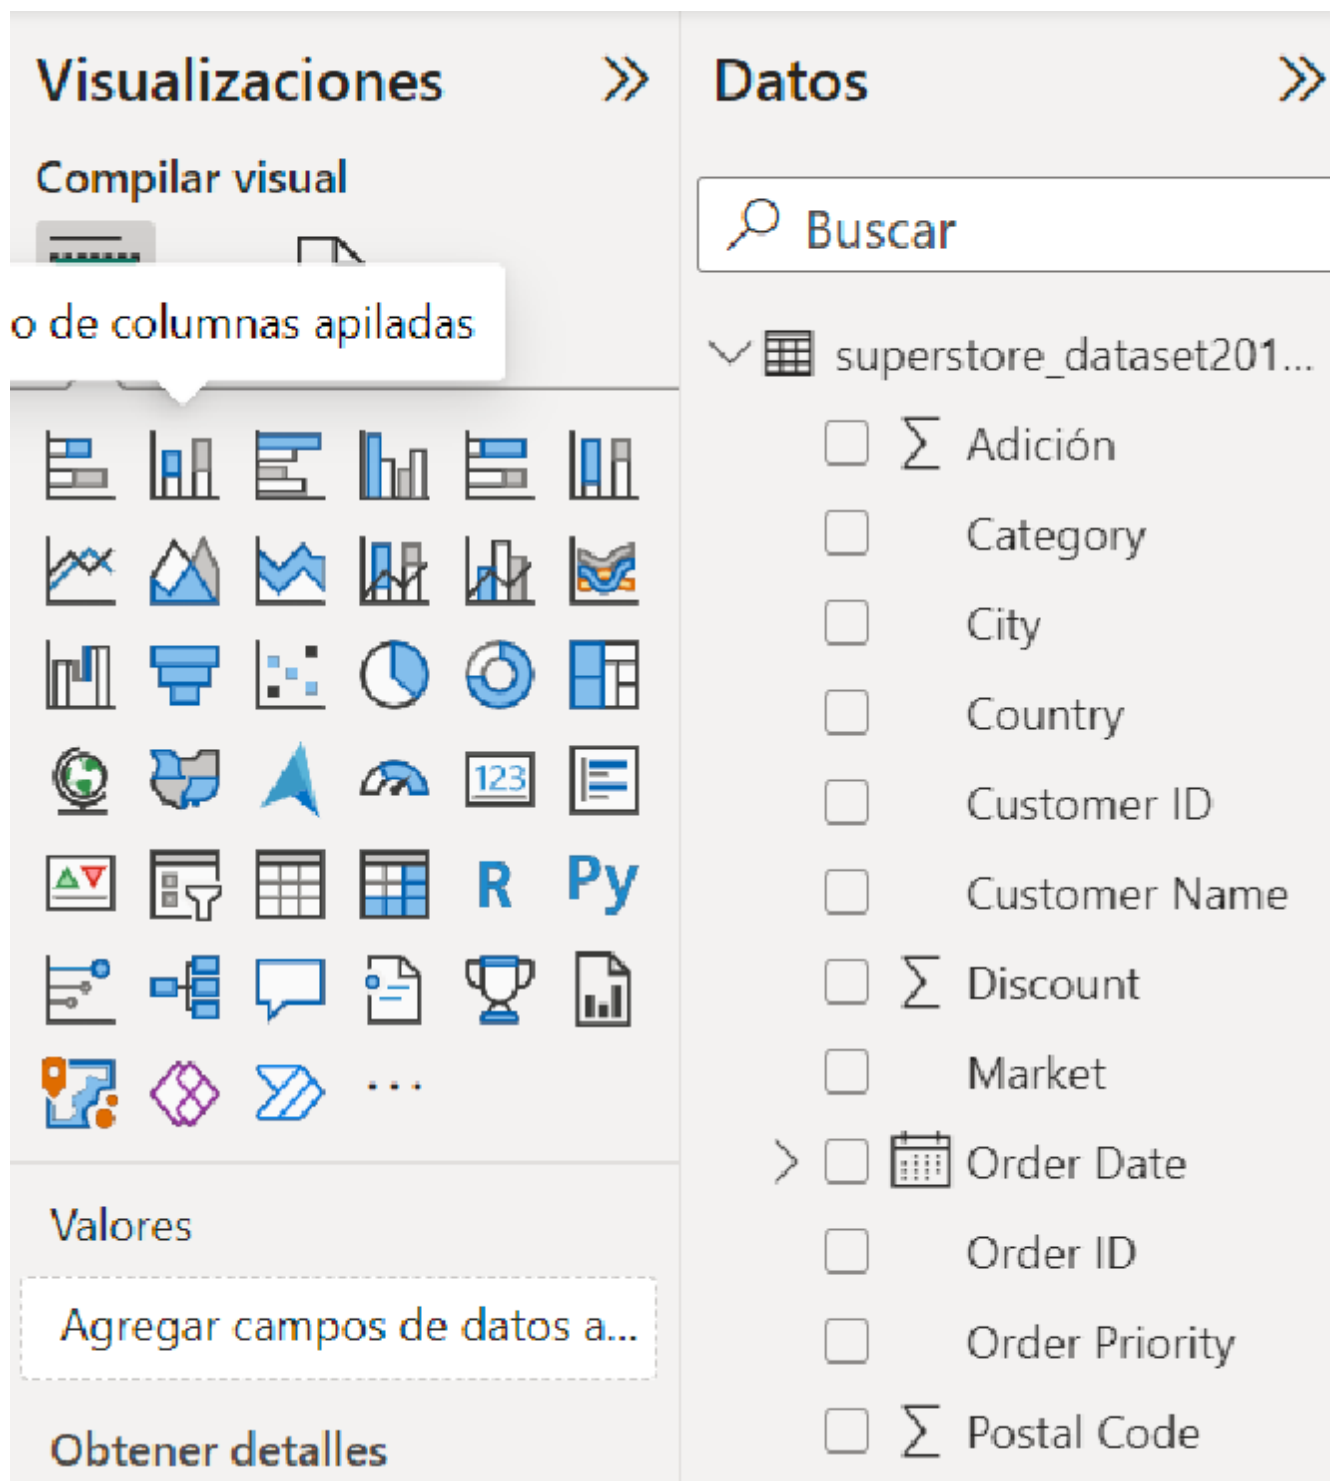 Visualizaciones
Compilar visual
o de columnas apiladas
123
R
Py
...
Valores
Agregar campos de datos a...
Obtener detalles
Datos
Buscar
superstore_dataset201...
∑ Adición
Category
City
Country
Customer ID
Customer Name
∑ Discount
Market
Order Date
Order ID
Order Priority
∑ Postal Code